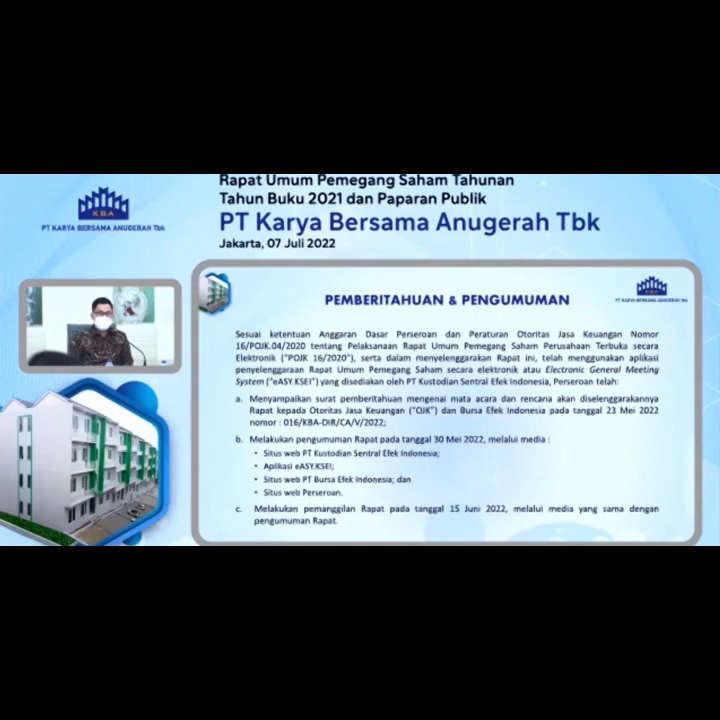 Rapat Umum Pemegang Saham Tahunan
Tahun Buku 2021 dan Paparan Publik
PT Karya Bersama Anugerah Tbk
Jakarta, 07 Juli 2022
KBA
PT KARYA BERSAMA ANUGERAH Tbk
KBA
PT KARYA BERSAMA ANUGERAH Tbk
PEMBERITAHUAN & PENGUMUMAN
Sesuai ketentuan Anggaran Dasar Perseroan dan Peraturan Otoritas Jasa Keuangan Nomor
16/POJK.04/2020 tentang Pelaksanaan Rapat Umum Pemegang Saham Perusahaan Terbuka secara
Elektronik ("POJK 16/2020"), serta dalam menyelenggarakan Rapat ini, telah menggunakan aplikasi
penyelenggaraan Rapat Umum Pemegang Saham secara elektronik atau Electronic General Meeting
System ("eASY.KSEI") yang disediakan oleh PT Kustodian Sentral Efek Indonesia, Perseroan telah:
a. Menyampaikan surat pemberitahuan mengenai mata acara dan rencana akan diselenggarakannya
Rapat kepada Otoritas Jasa Keuangan ("OJK") dan Bursa Efek Indonesia pada tanggal 23 Mei 2022
nomor : 016/KBA-DIR/CA/V/2022;
b. Melakukan pengumuman Rapat pada tanggal 30 Mei 2022, melalui media :
• Situs web PT Kustodian Sentral Efek Indonesia;
• Aplikasi eASY.KSEI;
• Situs web PT Bursa Efek Indonesia; dan
• Situs web Perseroan.
c. Melakukan pemanggilan Rapat pada tanggal 15 Juni 2022, melalui media yang sama dengan
pengumuman Rapat.